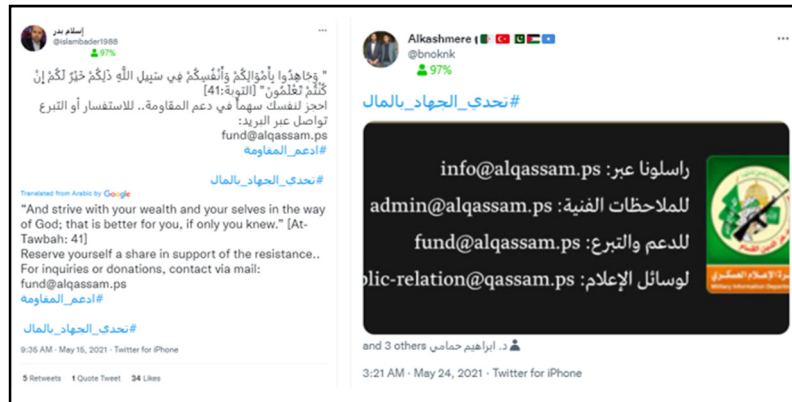 إسلام بدر
@islambader1988
97%
...
" وَجَاهِدُوا بِأَمْوَالِكُمْ وَأَنْفُسِكُمْ فِي سَبِيلِ اللَّهِ ذَلِكُمْ خَيْرٌ لَكُمْ إِنْ
كُنْتُمْ تَعْلَمُونَ" [التوبة:41]
احجز لنفسك سهماً في دعم المقاومة.. للاستفسار أو التبرع
تواصل عبر البريد:
fund@alqassam.ps
#ادعم_المقاومة
#تحدي_الجهاد_بالمال
Translated from Arabic by Google
"And strive with your wealth and your selves in the way
of God; that is better for you, if only you knew." [At-
Tawbah: 41]
Reserve yourself a share in support of the resistance..
For inquiries or donations, contact via mail:
fund@alqassam.ps
#ادعم_المقاومة
#تحدي_الجهاد_بالمال
9:35 AM · May 15, 2021 · Twitter for iPhone
5 Retweets 1 Quote Tweet 34 Likes
Alkashmere
@bnoknk
97%
...
#تحدي_الجهاد_بالمال
راسلونا عبر: info@alqassam.ps
للملاحظات الفنية: admin@alqassam.ps
للدعم والتبرع: fund@alqassam.ps
لوسائل الإعلام: blic-relation@qassam.ps
الإعلام العسكري
Military Information
د. ابراهيم حمامي and 3 others
3:21 AM · May 24, 2021 · Twitter for iPhone